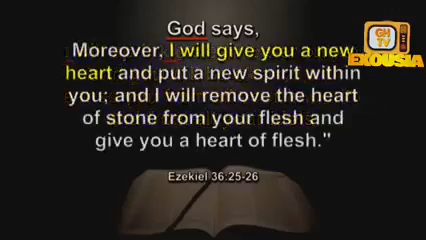 God says,
Moreover, I will give you a new
heart and put a new spirit within
you; and I will remove the heart
of stone from your flesh and
give you a heart of flesh."
Ezekiel 36:25-26
GH
TV
EXOUSIA